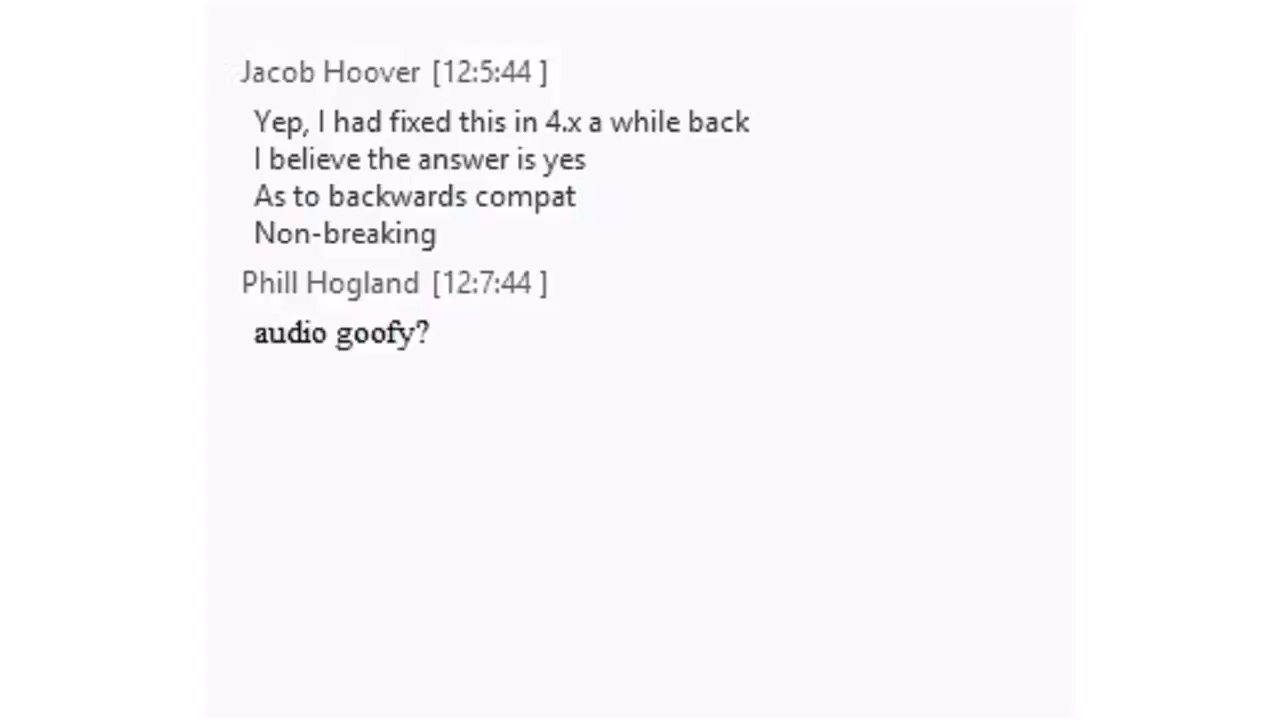 Jacob Hoover [12:5:44 ]
Yep, I had fixed this in 4.x a while back
I believe the answer is yes
As to backwards compat
Non-breaking
Phill Hogland [12:7:44 ]
audio goofy?